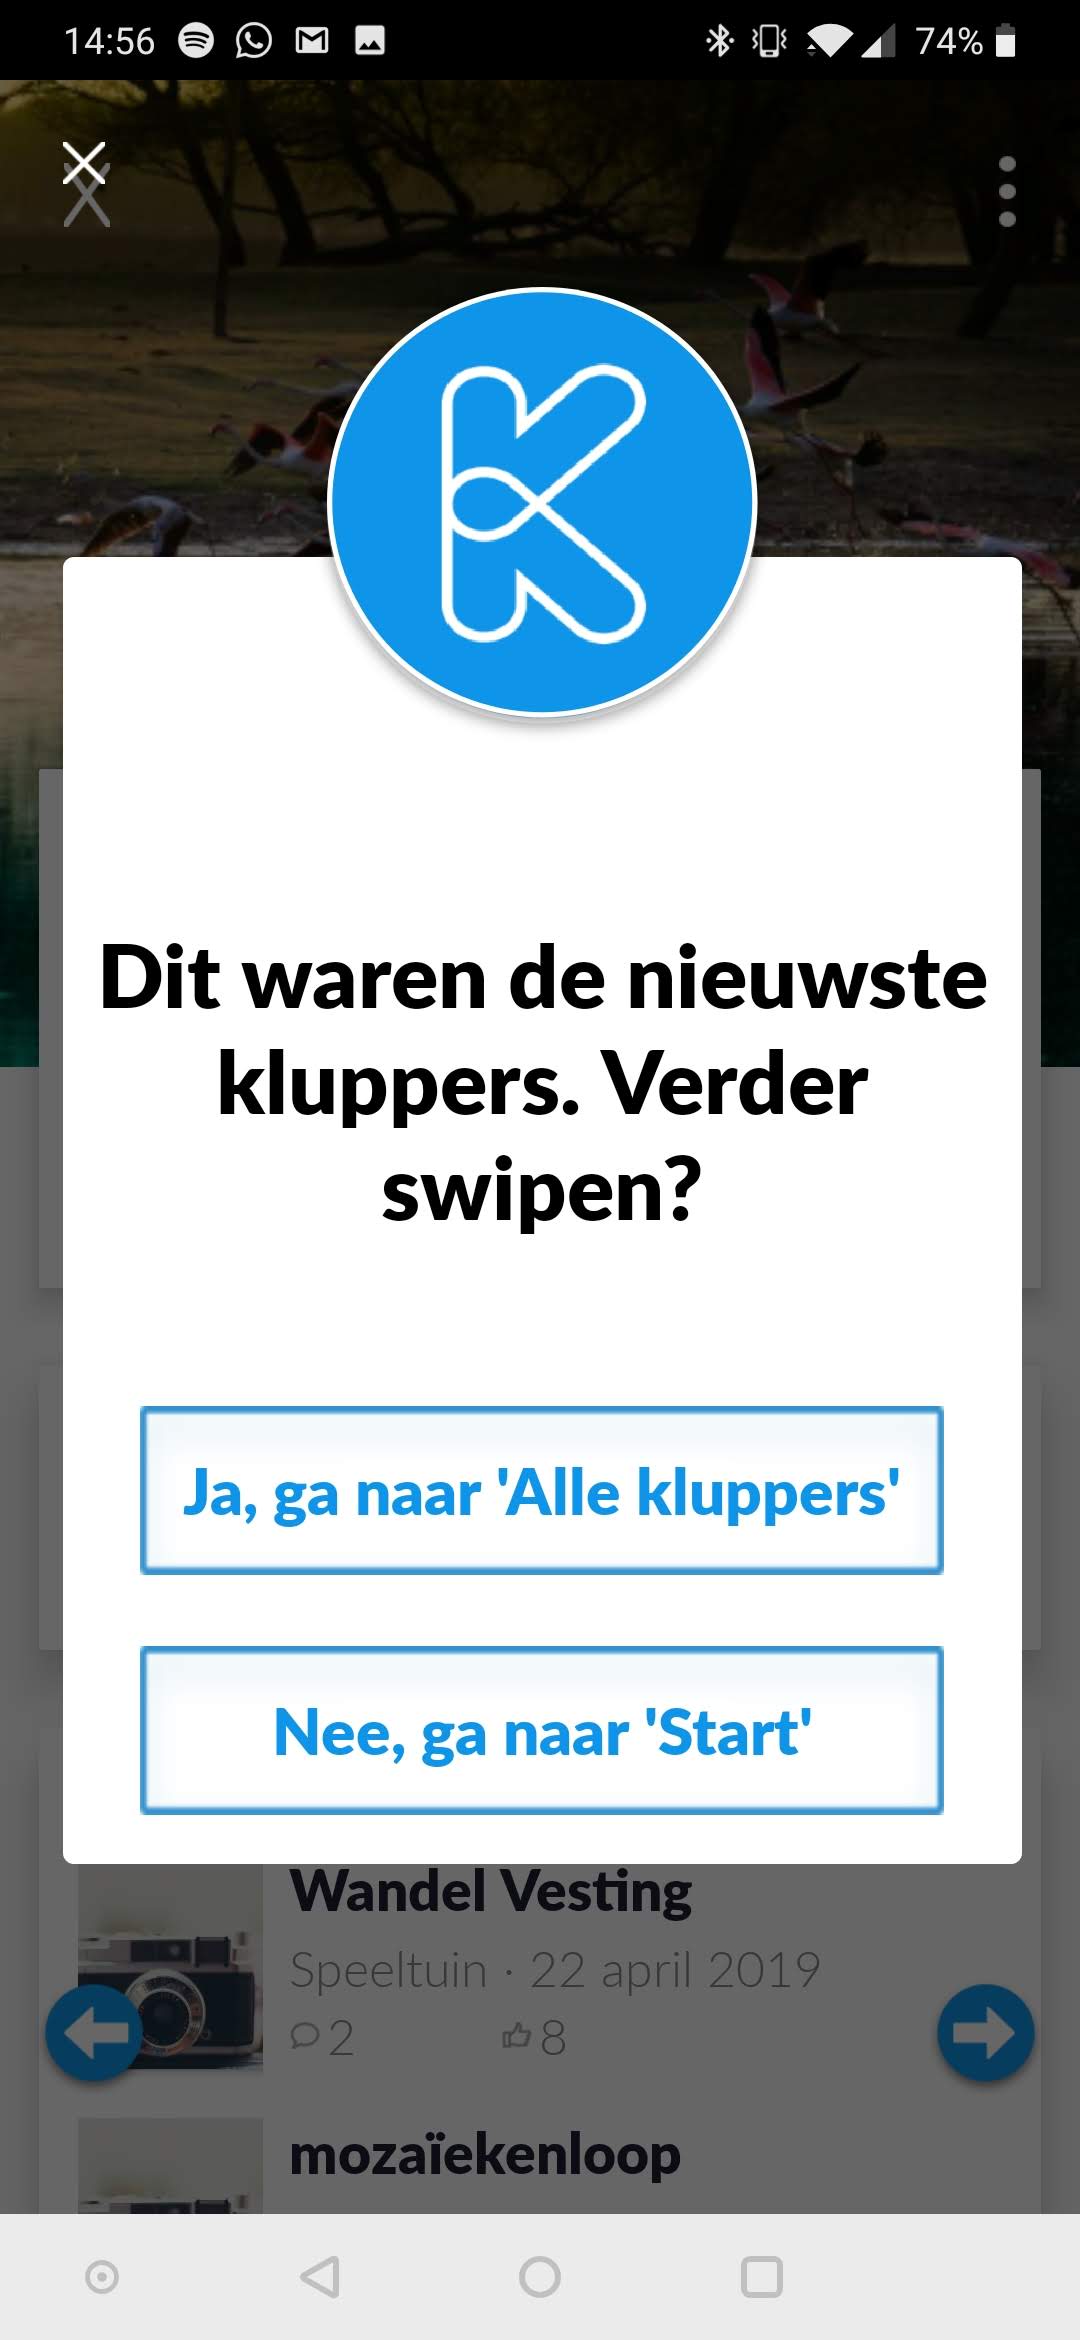 14:56 74%
Dit waren de nieuwste
kluppers. Verder
swipen?
Ja, ga naar 'Alle kluppers'
Nee, ga naar 'Start'
Wandel Vesting
Speeltuin · 22 april 2019
2 8
mozaïekenloop